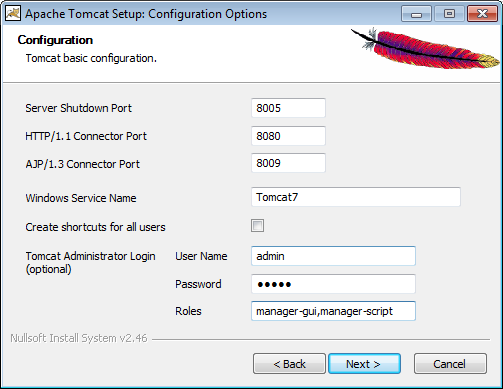 Apache Tomcat Setup: Configuration Options
Configuration
Tomcat basic configuration.
Server Shutdown Port 8005
HTTP/1.1 Connector Port 8080
AJP/1.3 Connector Port 8009
Windows Service Name Tomcat7
Create shortcuts for all users
Tomcat Administrator Login User Name admin
(optional)
Password •••••
Roles manager-gui,manager-script
Nullsoft Install System v2.46
< Back Next > Cancel